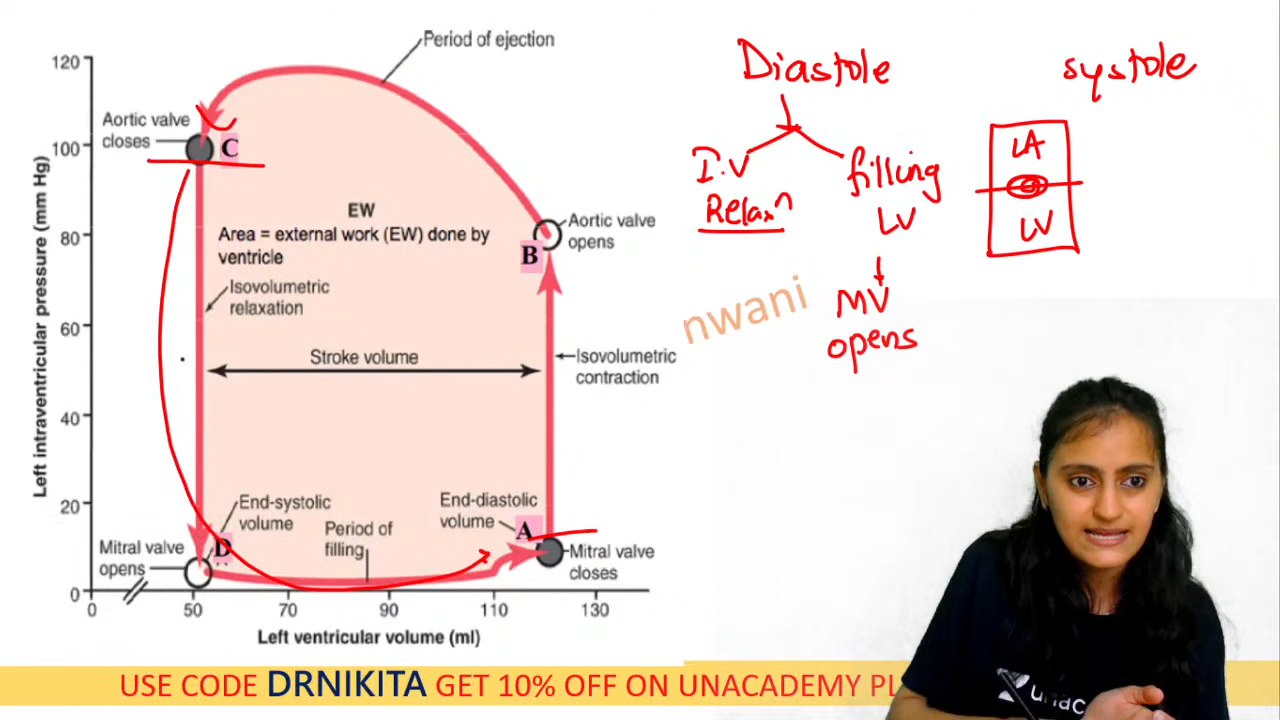 Period of ejection
120
Aortic valve
closes
C
100
80
60
40
20
0
Left intraventricular pressure (mm Hg)
EW
Area = external work (EW) done by
ventricle
Aortic valve
opens
B
Isovolumetric
relaxation
Stroke volume
Isovolumetric
contraction
End-systolic
volume
Period of
filling
End-diastolic
volume
A
D
Mitral valve
opens
Mitral valve
closes
0 50 70 90 110 130
Left ventricular volume (ml)
Diastole
systole
I.V
Relaxn
filling
LV
MV
opens
LA
LV
nwani
unac
USE CODE DRNIKITA GET 10% OFF ON UNACADEMY PL